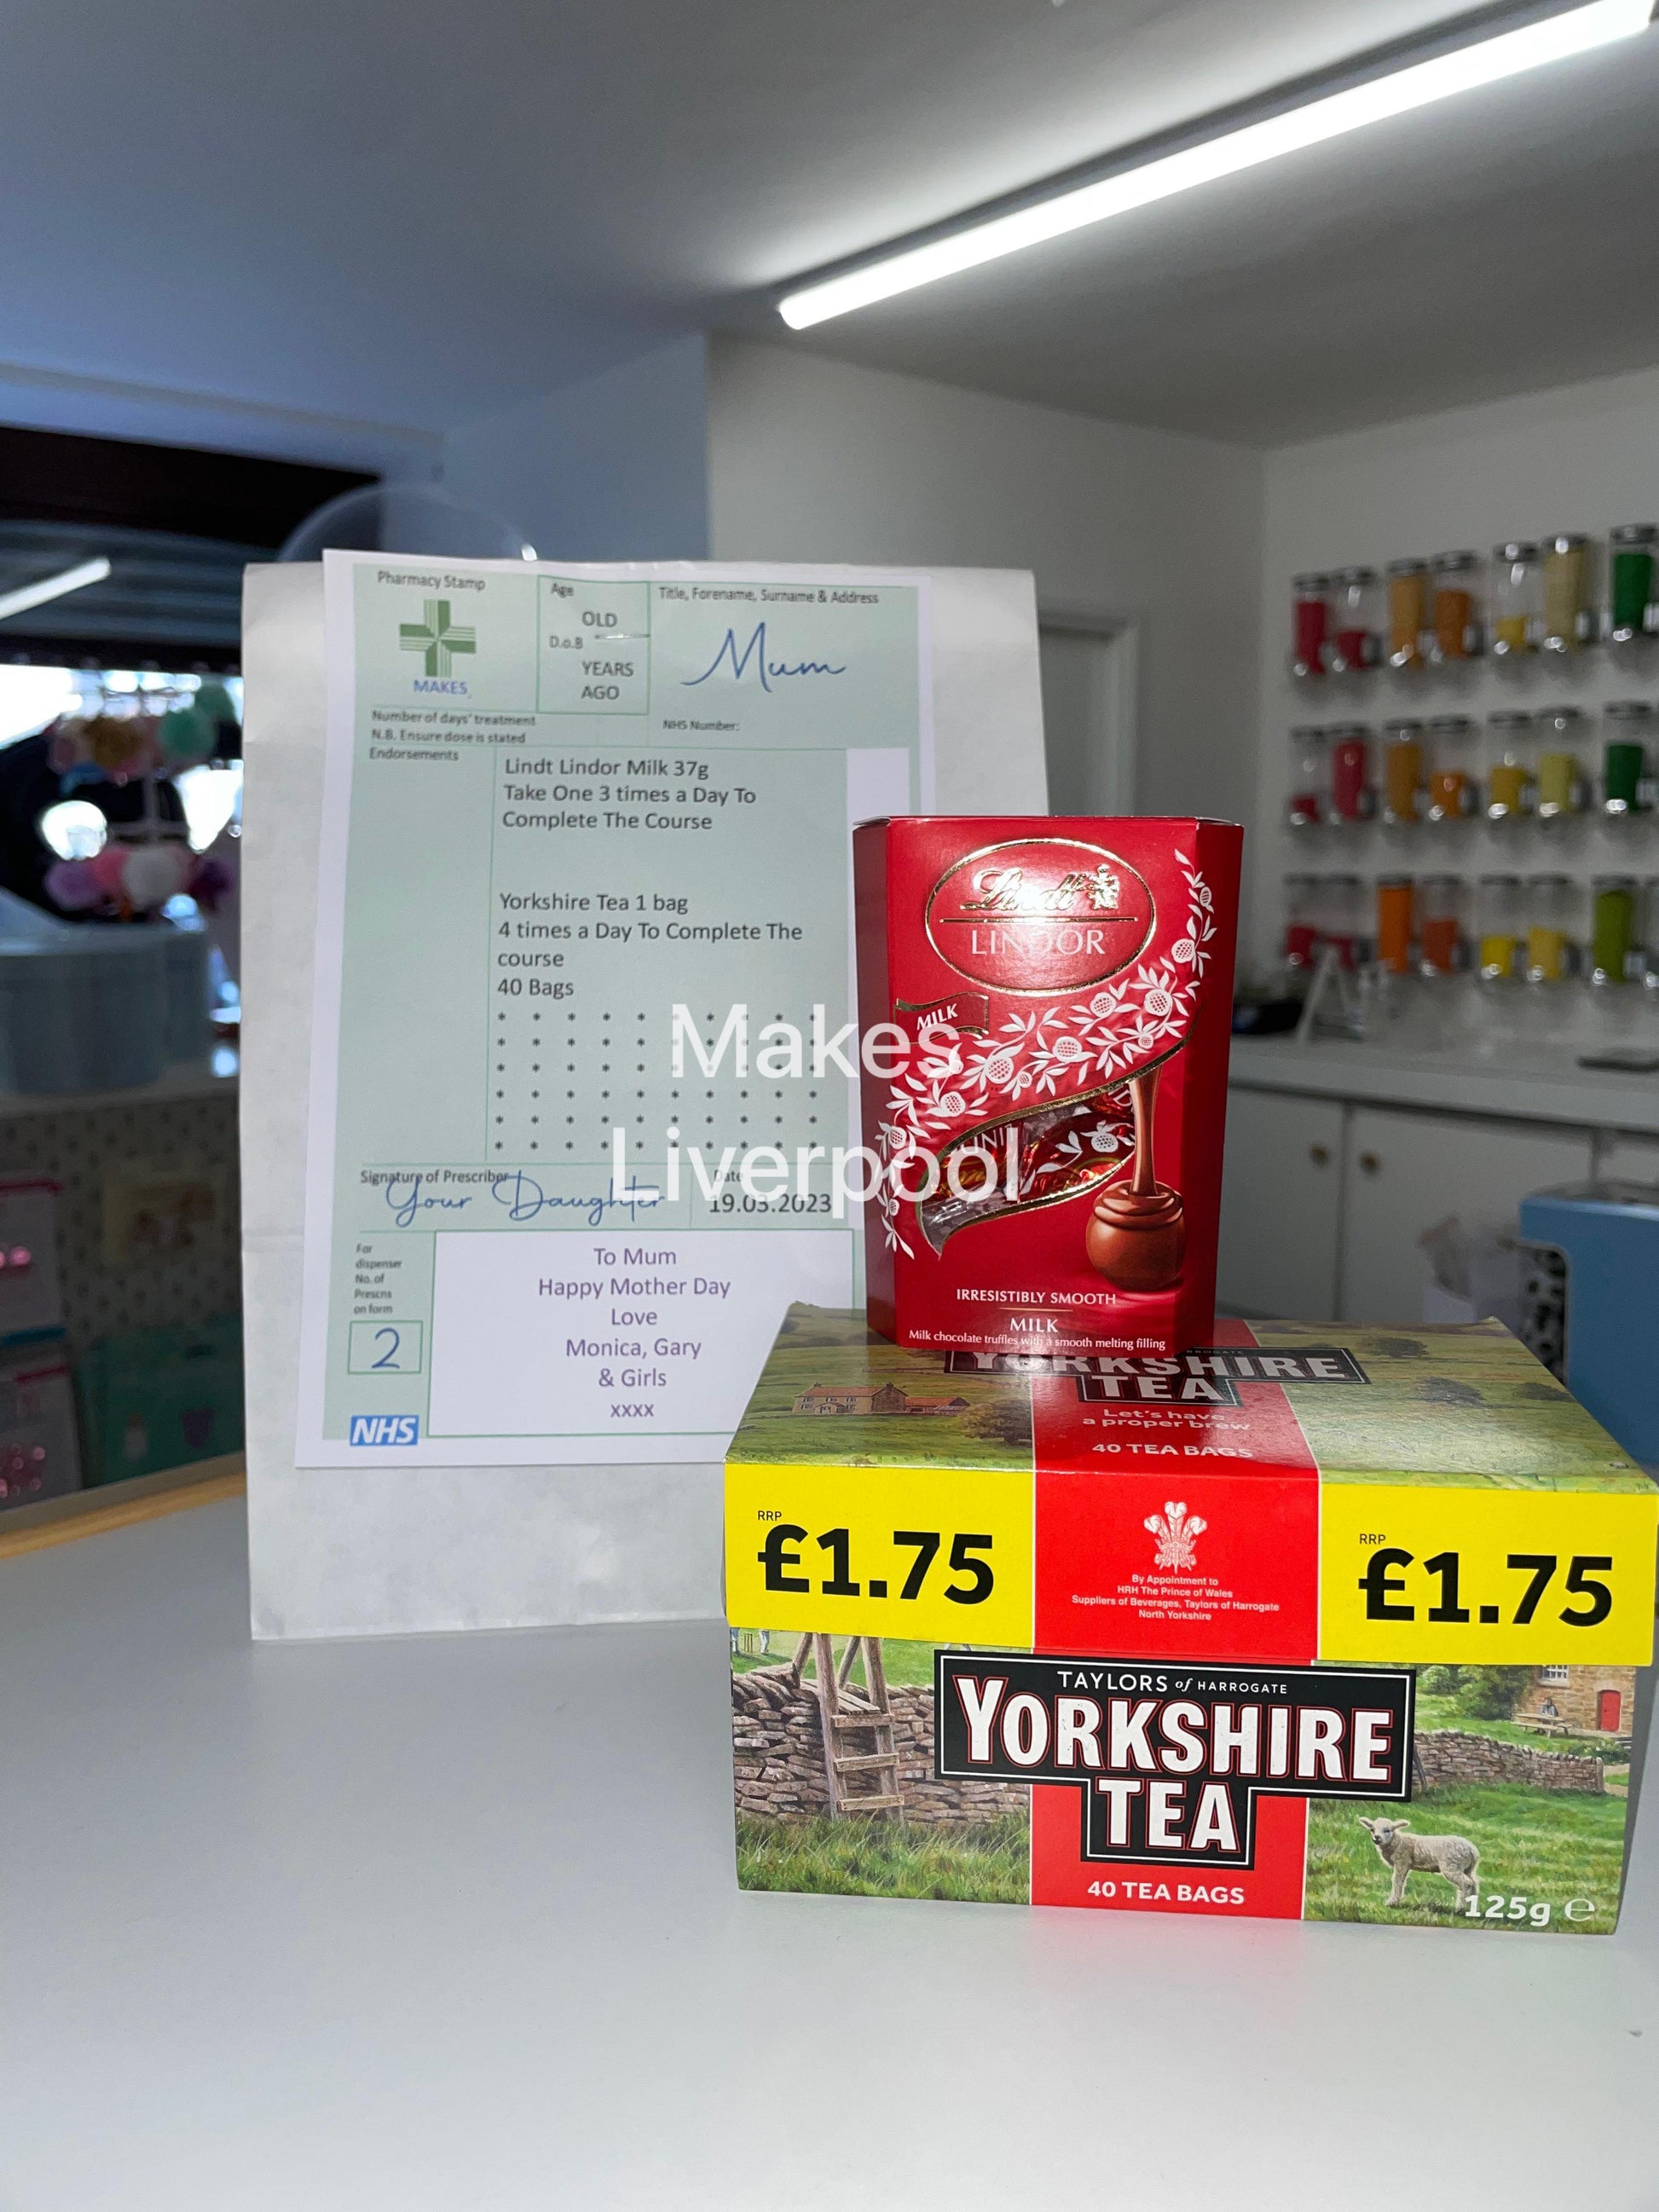 Pharmacy Stamp
MAKES
Age
OLD
D.o.B
YEARS
AGO
Title, Forename, Surname & Address
Mum
Number of days' treatment
N.B. Ensure dose is stated
NHS Number:
Endorsements
Lindt Lindor Milk 37g
Take One 3 times a Day To
Complete The Course
Yorkshire Tea 1 bag
4 times a Day To Complete The
course
40 Bags
Signature of Prescriber
Your Daughter
Date
19.03.2023
For
dispenser
No. of
Prescns
on form
2
NHS
To Mum
Happy Mother Day
Love
Monica, Gary
& Girls
xxxx
Makes
Liverpool
Lindt
LINDOR
MILK
IRRESISTIBLY SMOOTH
MILK
Milk chocolate truffles with a smooth melting filling
YORKSHIRE
TEA
Let's have
a proper brew
40 TEA BAGS
RRP
£1.75
By Appointment to
HRH The Prince of Wales
Suppliers of Beverages, Taylors of Harrogate
North Yorkshire
RRP
£1.75
TAYLORS of HARROGATE
YORKSHIRE
TEA
40 TEA BAGS
125g e